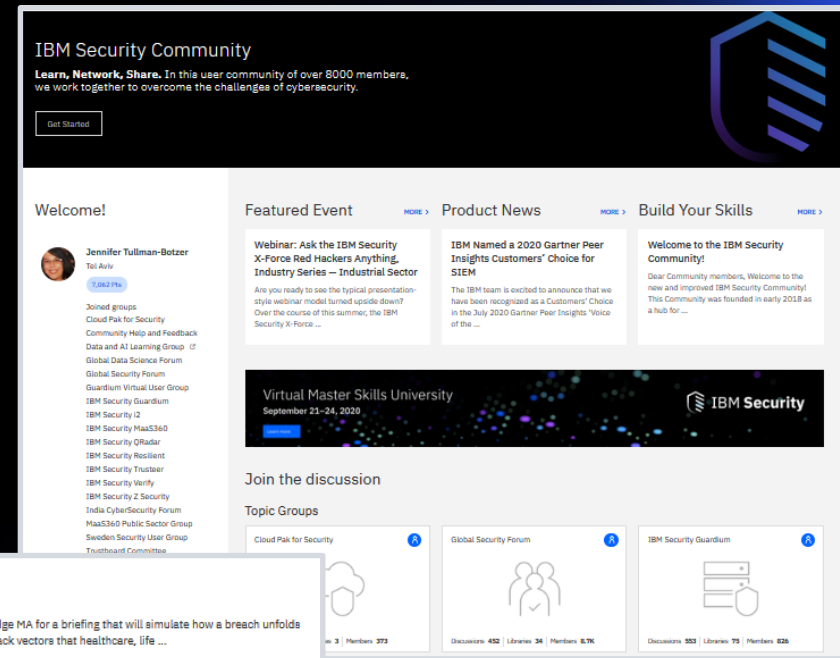 IBM Security Community
Learn, Network, Share. In this user community of over 8000 members,
we work together to overcome the challenges of cybersecurity.
Get Started
Welcome!
Jennifer Tullman-Botzer
Tel Aviv
7,062 Pts
Joined groups
Cloud Pak for Security
Community Help and Feedback
Data and AI Learning Group
Global Data Science Forum
Global Security Forum
Guardium Virtual User Group
IBM Security Guardium
IBM Security i2
IBM Security MaaS360
IBM Security QRadar
IBM Security Resilient
IBM Security Trusteer
IBM Security Verify
IBM Security Z Security
India CyberSecurity Forum
MaaS360 Public Sector Group
Sweden Security User Group
Trustboard Committee
Featured Event
MORE >
Webinar: Ask the IBM Security
X-Force Red Hackers Anything,
Industry Series — Industrial Sector
Are you ready to see the typical presentation-
style webinar model turned upside down?
Over the course of this summer, the IBM
Security X-Force ...
Product News
MORE >
IBM Named a 2020 Gartner Peer
Insights Customers' Choice for
SIEM
The IBM team is excited to announce that we
have been recognized as a Customers' Choice
in the July 2020 Gartner Peer Insights 'Voice
of the ...
Build Your Skills
MORE >
Welcome to the IBM Security
Community!
Dear Community members, Welcome to the
new and improved IBM Security Community!
This Community was founded in early 2018 as
a hub for ...
Virtual Master Skills University
September 21–24, 2020
Learn more
IBM Security
Join the discussion
Topic Groups
Cloud Pak for Security
3 | Members 373
Global Security Forum
Discussions 452 | Libraries 34 | Members 8.7K
IBM Security Guardium
Discussions 553 | Libraries 75 | Members 826
dge MA for a briefing that will simulate how a breach unfolds
ack vectors that healthcare, life ...